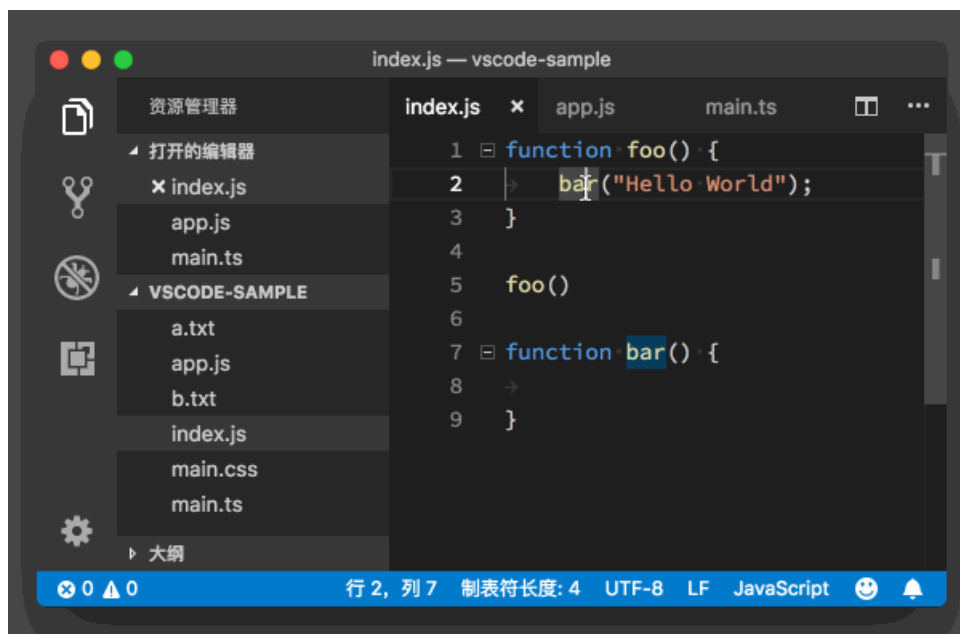 index.js — vscode-sample
资源管理器
打开的编辑器
index.js
app.js
main.ts
VSCODE-SAMPLE
a.txt
app.js
b.txt
index.js
main.css
main.ts
大纲
index.js app.js main.ts
1 function foo() {
2 bar("Hello World");
3 }
4
5 foo()
6
7 function bar() {
8
9 }
0 0 行 2，列 7 制表符长度: 4 UTF-8 LF JavaScript